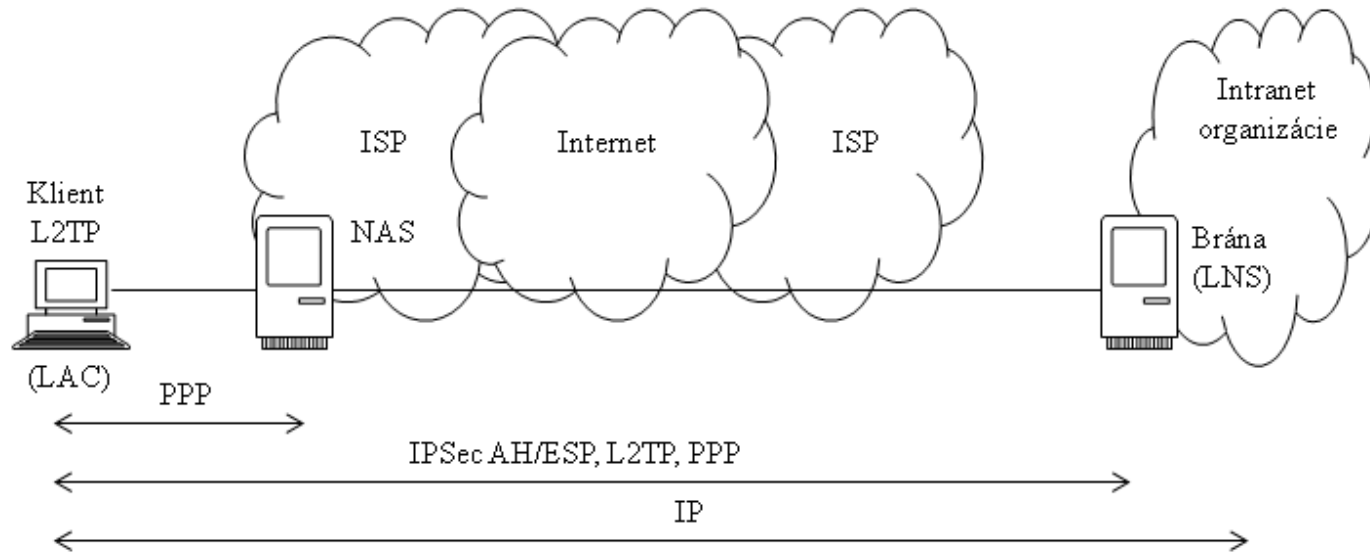 ISP
Internet
ISP
Intranet
organizácie
Klient
L2TP
NAS
Brána
(LNS)
(LAC)
PPP
IPSec AH/ESP, L2TP, PPP
IP